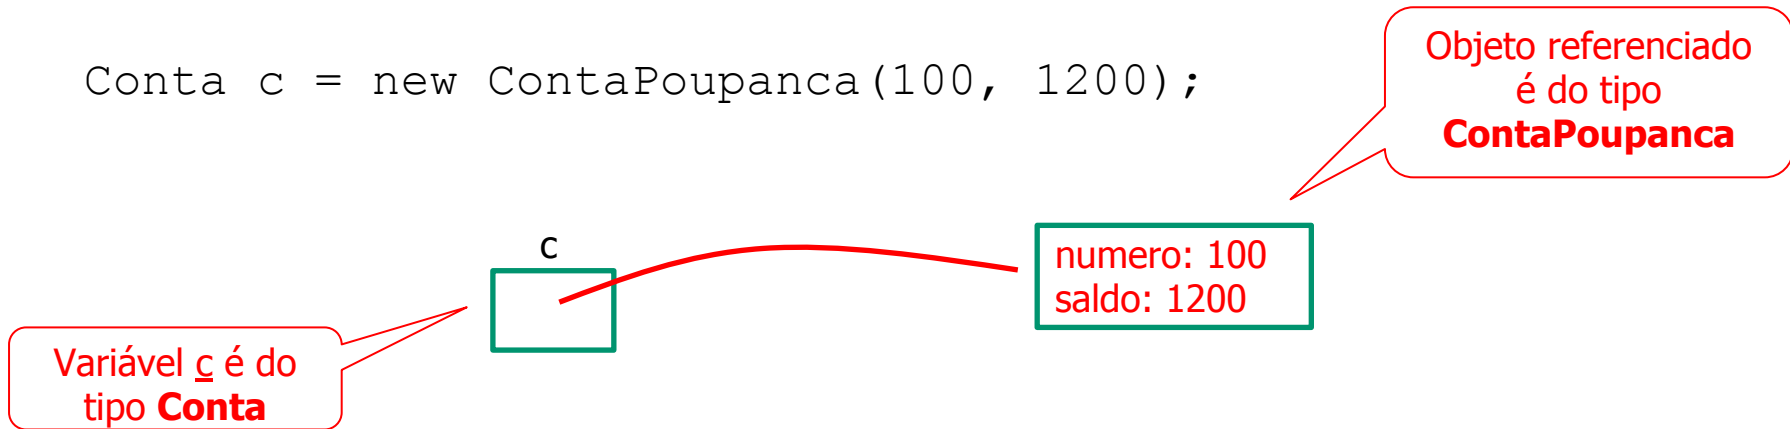 Conta c = new ContaPoupanca(100, 1200);
Objeto referenciado
é do tipo
ContaPoupanca
c
numero: 100
saldo: 1200
Variável c é do
tipo Conta